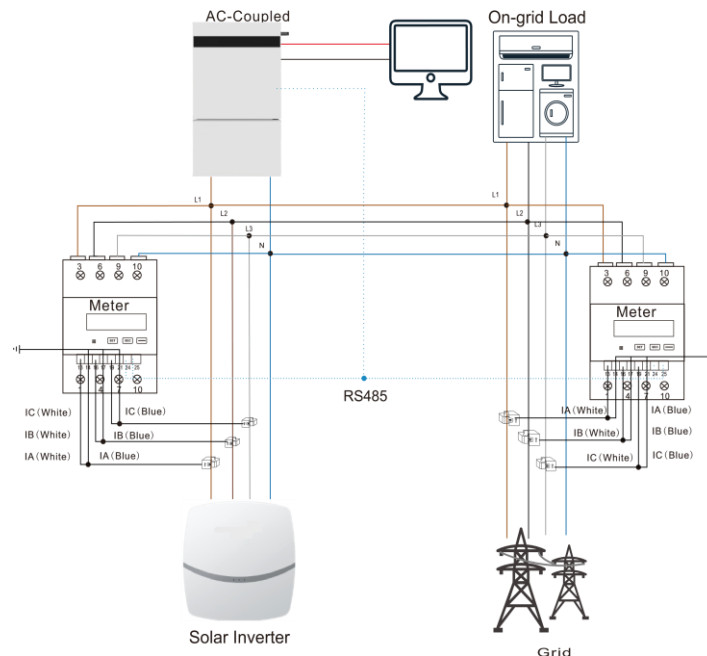 AC-Coupled
On-grid Load
L1
L2
L3
N
L1
L2
L3
N
3 6 9 10
Meter
1 4 7 10
3 6 9 10
Meter
1 4 7 10
RS485
IC (White)
IC (Blue)
IB (White)
IB (Blue)
IA (White)
IA (Blue)
IA (White)
IA (Blue)
IB (White)
IB (Blue)
IC (White)
IC (Blue)
Solar Inverter
Grid